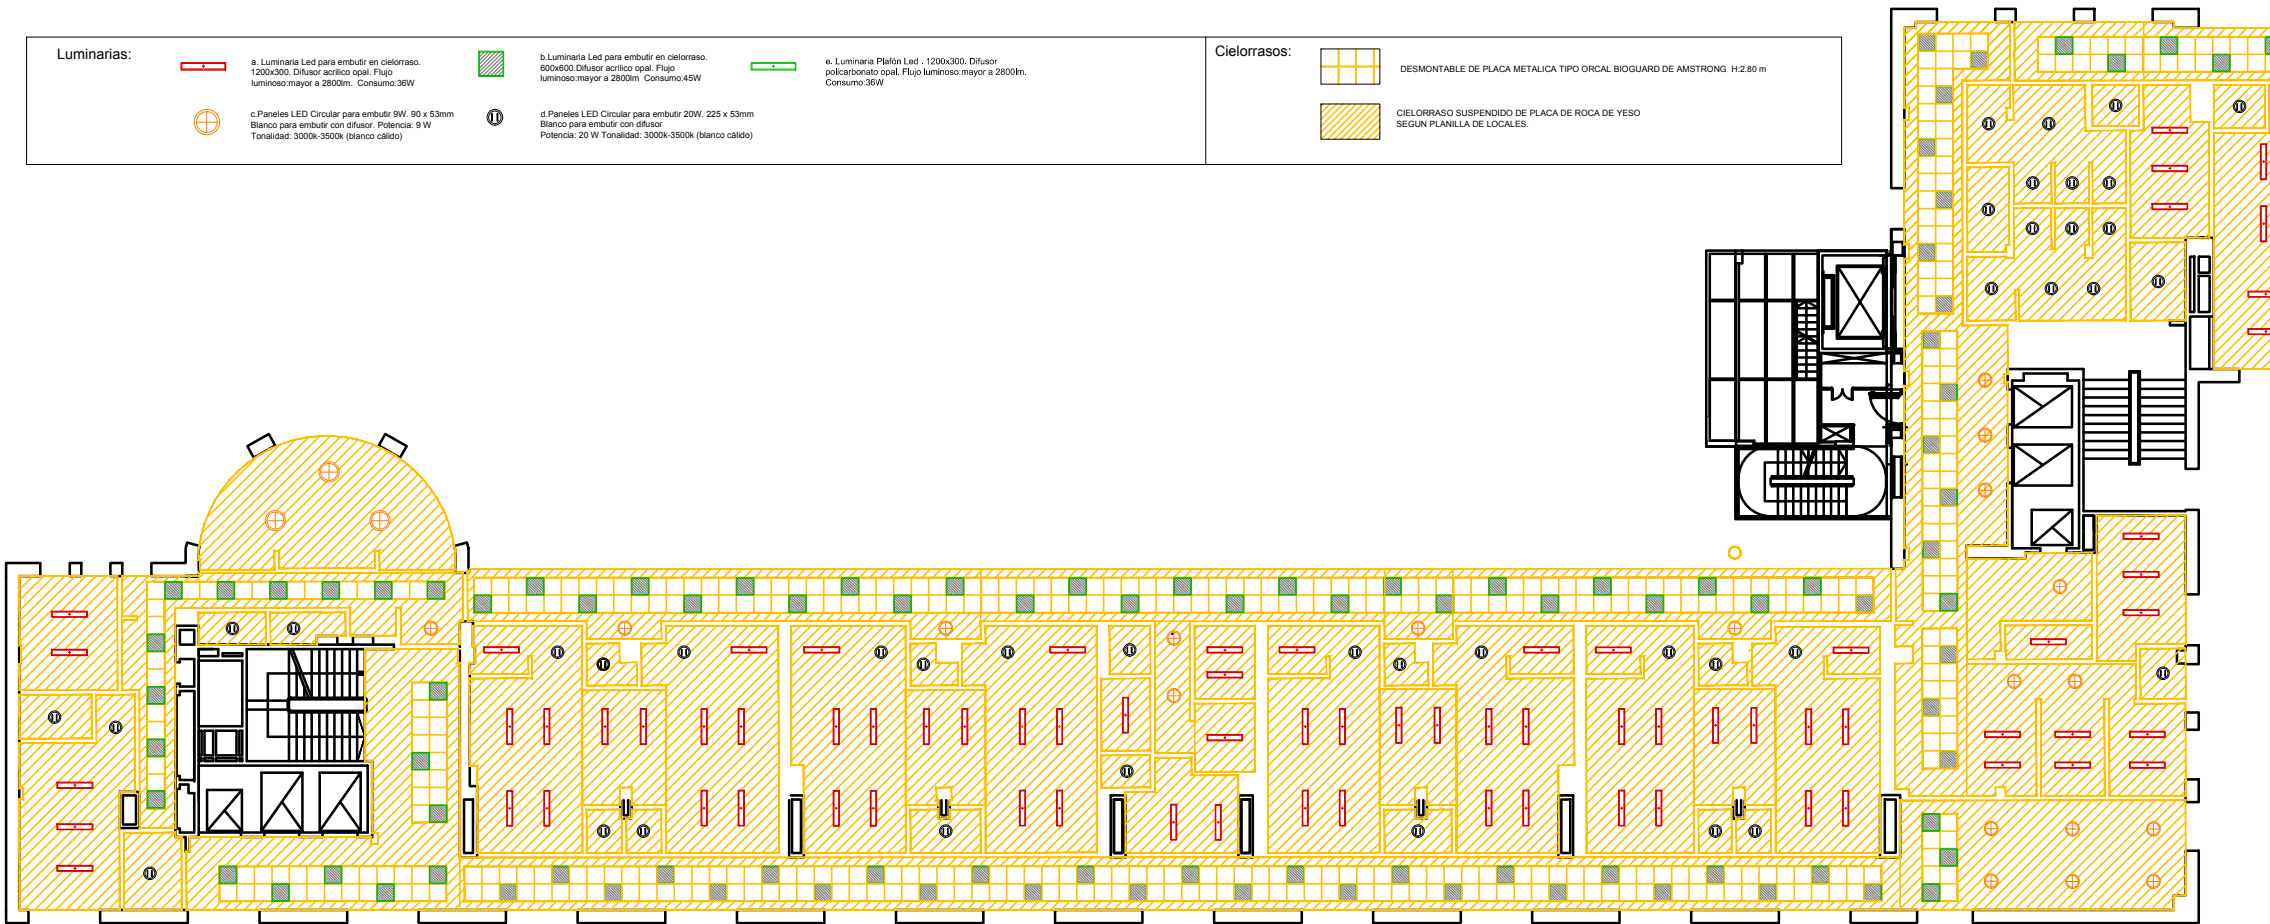 Luminarias:
a. Luminaria Led para embutir en cielorraso.
1200x300. Difusor acrilico opal. Flujo
luminoso:mayor a 2800lm. Consumo:36W
b.Luminaria Led para embutir en cielorraso.
600x600.Difusor acrilico opal. Flujo
luminoso:mayor a 2800lm Consumo:45W
e. Luminaria Plafón Led . 1200x300. Difusor
policarbonato opal. Flujo luminoso:mayor a 2800lm.
Consumo:36W
c.Paneles LED Circular para embutir 9W. 90 x 53mm
Blanco para embutir con difusor. Potencia: 9 W
Tonalidad: 3000k-3500k (blanco cálido)
d.Paneles LED Circular para embutir 20W. 225 x 53mm
Blanco para embutir con difusor
Potencia: 20 W Tonalidad: 3000k-3500k (blanco cálido)
Cielorrasos:
DESMONTABLE DE PLACA METALICA TIPO ORCAL BIOGUARD DE AMSTRONG H:2.80 m
CIELORRASO SUSPENDIDO DE PLACA DE ROCA DE YESO
SEGUN PLANILLA DE LOCALES.